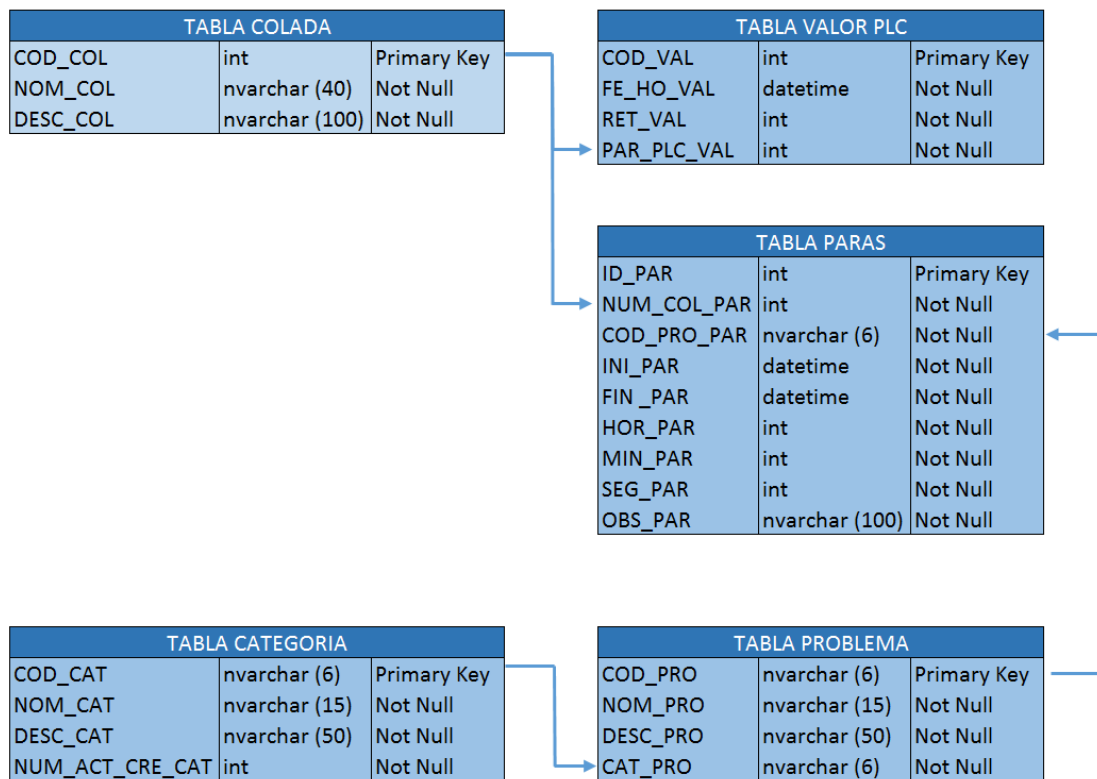 TABLA COLADA
COD_COL int Primary Key
NOM_COL nvarchar (40) Not Null
DESC_COL nvarchar (100) Not Null
TABLA VALOR PLC
COD_VAL int Primary Key
FE_HO_VAL datetime Not Null
RET_VAL int Not Null
PAR_PLC_VAL int Not Null
TABLA PARAS
ID_PAR int Primary Key
NUM_COL_PAR int Not Null
COD_PRO_PAR nvarchar (6) Not Null
INI_PAR datetime Not Null
FIN _PAR datetime Not Null
HOR_PAR int Not Null
MIN_PAR int Not Null
SEG_PAR int Not Null
OBS_PAR nvarchar (100) Not Null
TABLA CATEGORIA
COD_CAT nvarchar (6) Primary Key
NOM_CAT nvarchar (15) Not Null
DESC_CAT nvarchar (50) Not Null
NUM_ACT_CRE_CAT int Not Null
TABLA PROBLEMA
COD_PRO nvarchar (6) Primary Key
NOM_PRO nvarchar (15) Not Null
DESC_PRO nvarchar (50) Not Null
CAT_PRO nvarchar (6) Not Null